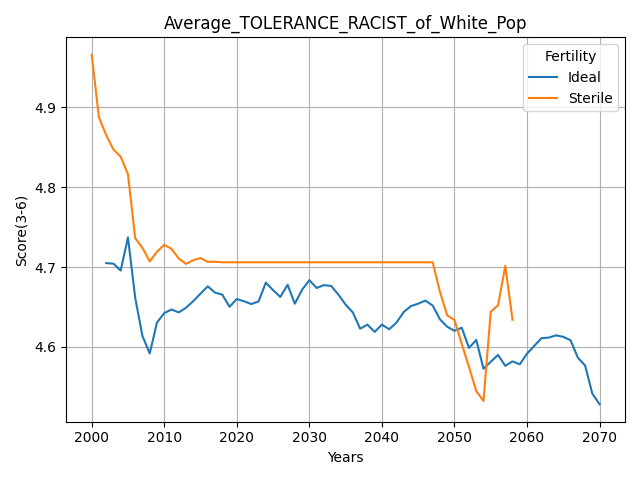 Average_TOLERANCE_RACIST_of_White_Pop
Fertility
Ideal
Sterile
4.9
4.8
4.7
4.6
Score(3-6)
2000 2010 2020 2030 2040 2050 2060 2070
Years